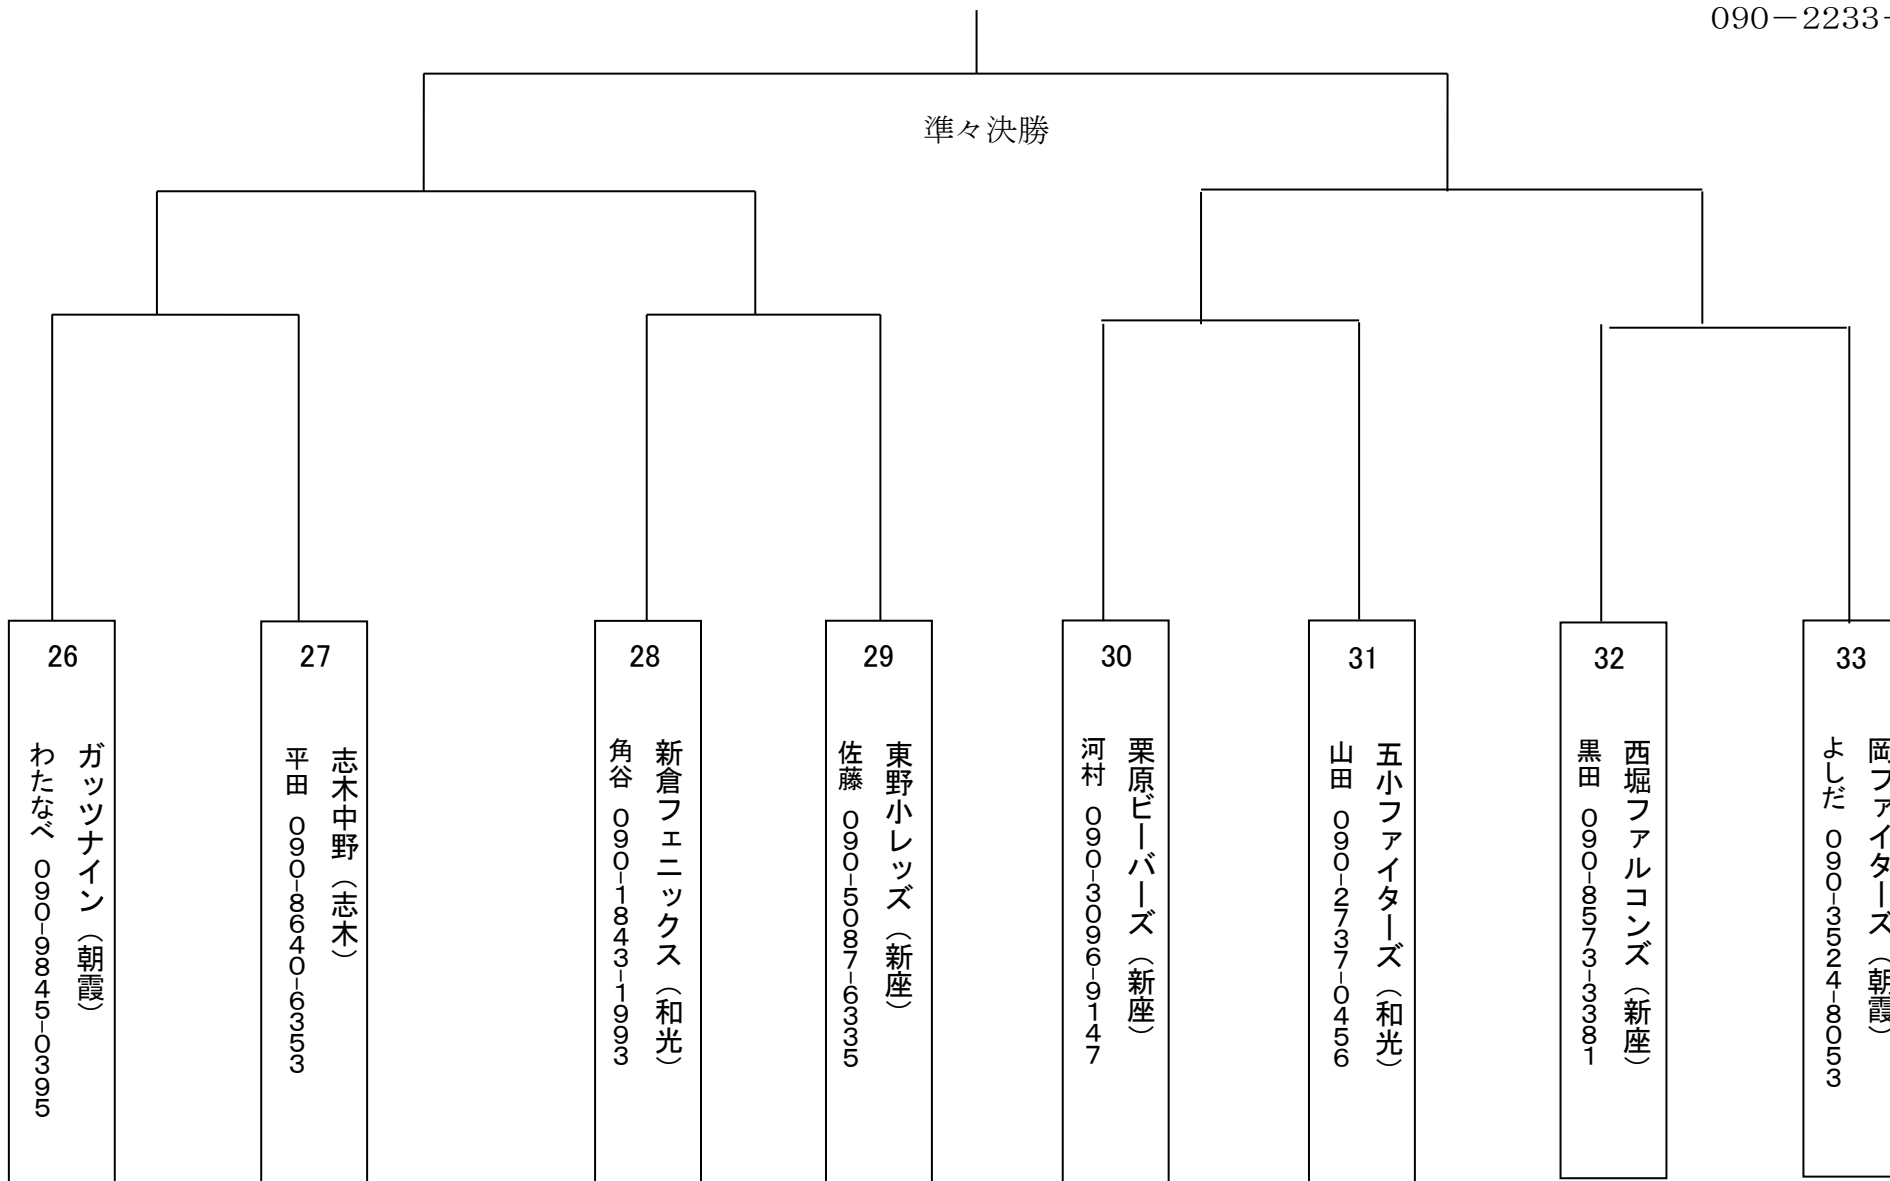 090－2233-
準々決勝
26
ガッツナイン（朝霞）
わたなべ 090-9845-0395
27
志木中野（志木）
平田 090-8640-6353
28
新倉フェニックス（和光）
角谷 090-1843-1993
29
東野小レッズ（新座）
佐藤 090-5087-6335
30
栗原ビーバーズ（新座）
河村 090-3096-9147
31
五小ファイターズ（和光）
山田 090-2737-0456
32
西堀ファルコンズ（新座）
黒田 090-8573-3381
33
岡ファイターズ（朝霞）
よしだ 090-3524-8053